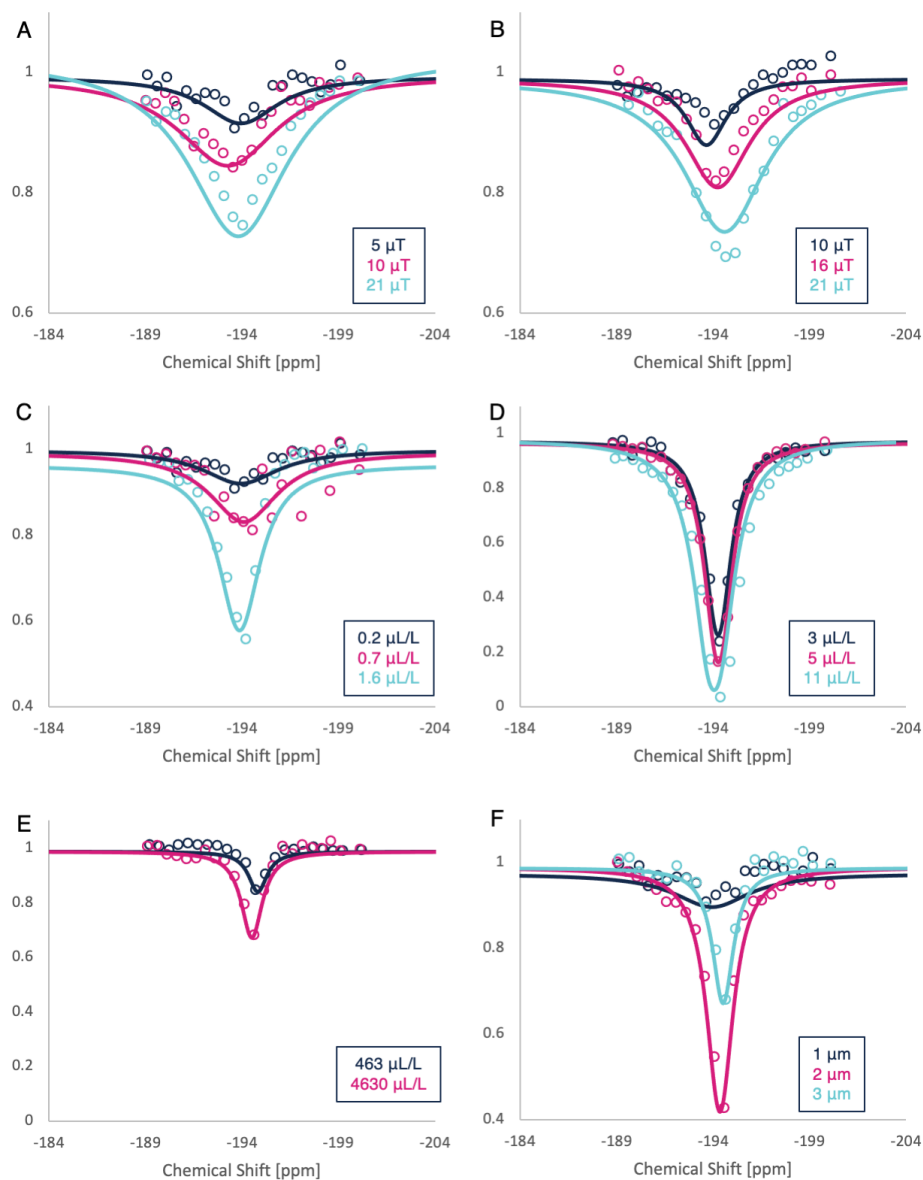 A
1
0.8
0.6
-184
-189
-194
-199
-204
Chemical Shift [ppm]
5 µT
10 µT
21 µT
B
1
0.8
0.6
-184
-189
-194
-199
-204
Chemical Shift [ppm]
10 µT
16 µT
21 µT
C
1
0.8
0.6
0.4
-184
-189
-194
-199
-204
Chemical Shift [ppm]
0.2 µL/L
0.7 µL/L
1.6 µL/L
D
1
0.8
0.6
0.4
0.2
0
-184
-189
-194
-199
-204
Chemical Shift [ppm]
3 µL/L
5 µL/L
11 µL/L
E
1
0.8
0.6
0.4
0.2
0
-184
-189
-194
-199
-204
Chemical Shift [ppm]
463 µL/L
4630 µL/L
F
1
0.8
0.6
0.4
-184
-189
-194
-199
-204
Chemical Shift [ppm]
1 µm
2 µm
3 µm